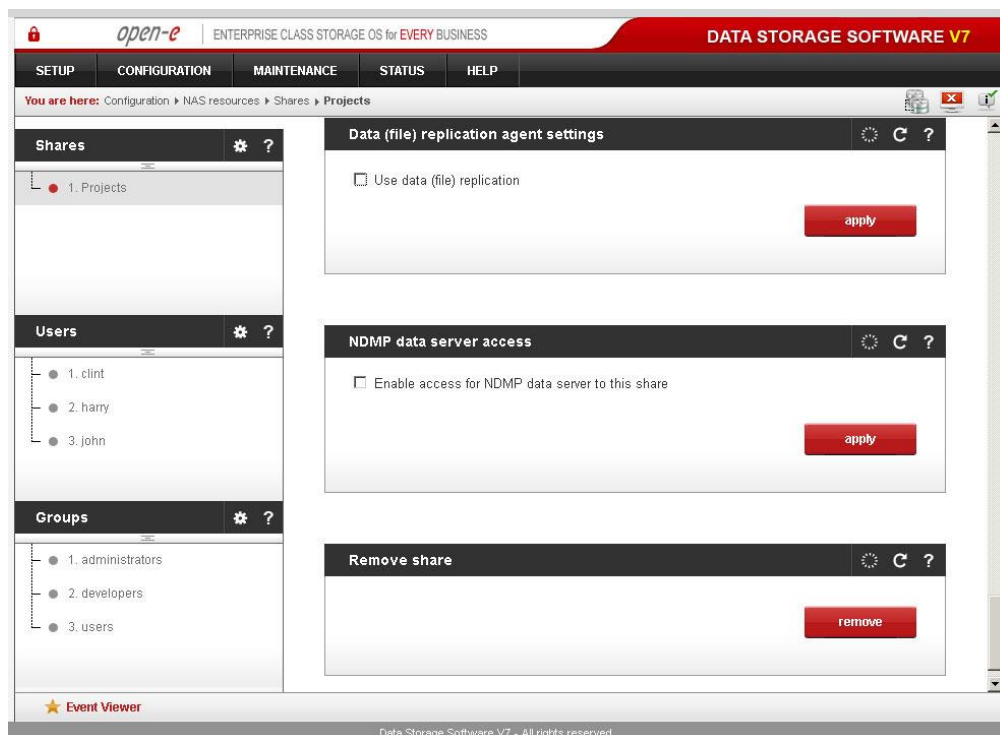 open-e ENTERPRISE CLASS STORAGE OS for EVERY BUSINESS
DATA STORAGE SOFTWARE V7
SETUP CONFIGURATION MAINTENANCE STATUS HELP
You are here: Configuration NAS resources Shares Projects
Shares ?
1. Projects
Users ?
1. clint
2. harry
3. john
Groups ?
1. administrators
2. developers
3. users
Data (file) replication agent settings ?
Use data (file) replication
apply
NDMP data server access ?
Enable access for NDMP data server to this share
apply
Remove share ?
remove
Event Viewer
Data Storage Software V7 - All rights reserved